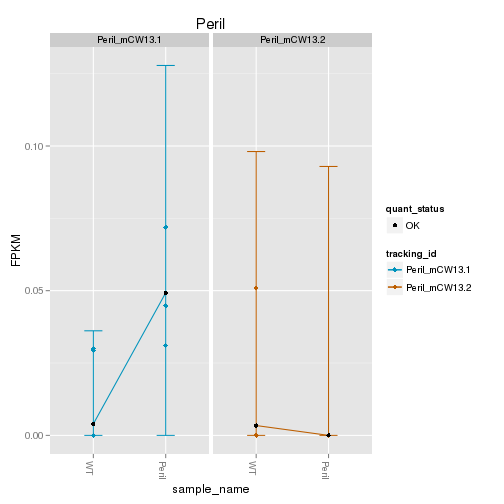 Peril
Peril_mCW13.1
Peril_mCW13.2
0.10
0.05
0.00
FPKM
WT
Peril
WT
Peril
sample_name
quant_status
OK
tracking_id
Peril_mCW13.1
Peril_mCW13.2